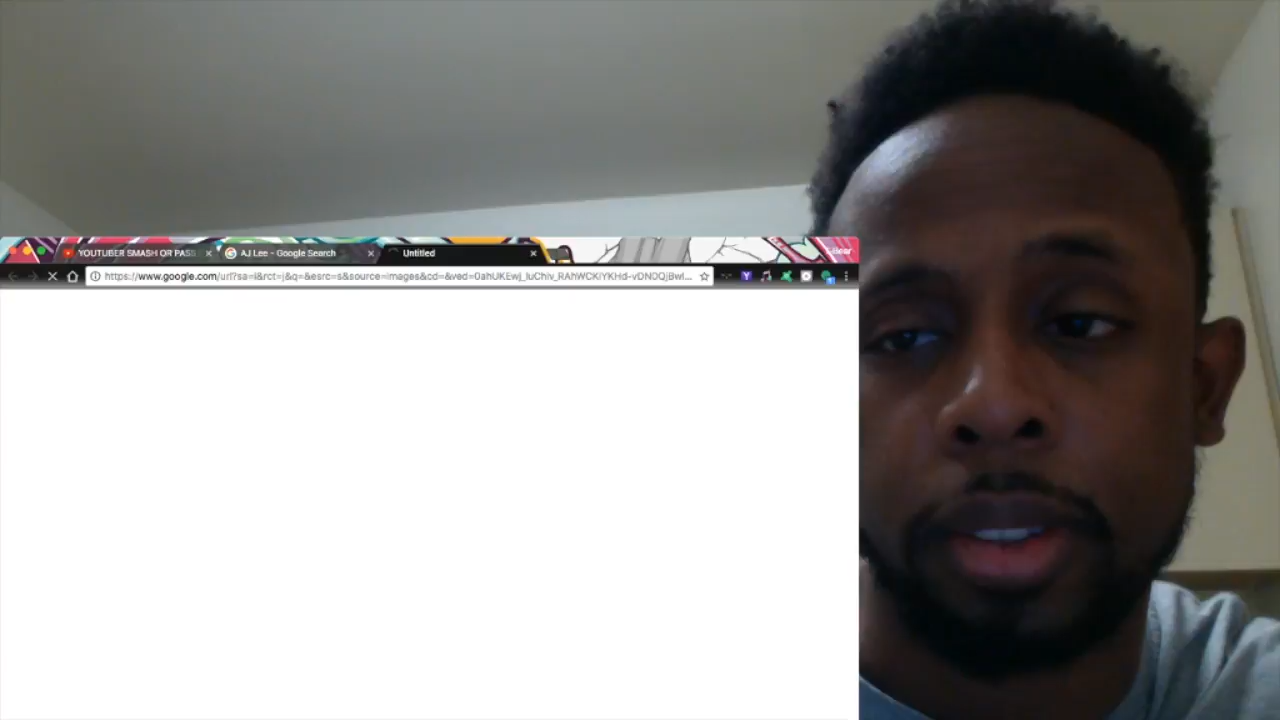 YOUTUBER SMASH OR PASS
AJ Lee - Google Search
Untitled
https://www.google.com/url?sa=i&rct=j&q=&esrc=s&source=images&cd=&ved=